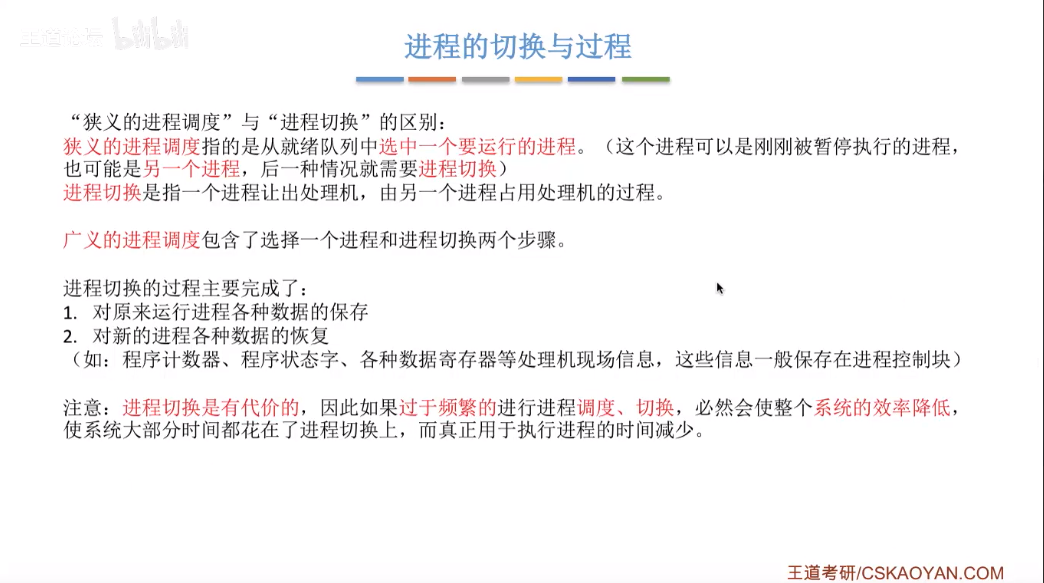 王道论坛 bilibili
进程的切换与过程
“狭义的进程调度”与“进程切换”的区别：
狭义的进程调度指的是从就绪队列中选中一个要运行的进程。（这个进程可以是刚刚被暂停执行的进程，
也可能是另一个进程，后一种情况就需要进程切换）
进程切换是指一个进程让出处理机，由另一个进程占用处理机的过程。
广义的进程调度包含了选择一个进程和进程切换两个步骤。
进程切换的过程主要完成了：
1. 对原来运行进程各种数据的保存
2. 对新的进程各种数据的恢复
（如：程序计数器、程序状态字、各种数据寄存器等处理机现场信息，这些信息一般保存在进程控制块）
注意：进程切换是有代价的，因此如果过于频繁的进行进程调度、切换，必然会使整个系统的效率降低，
使系统大部分时间都花在了进程切换上，而真正用于执行进程的时间减少。
王道考研/CSKAOYAN.COM